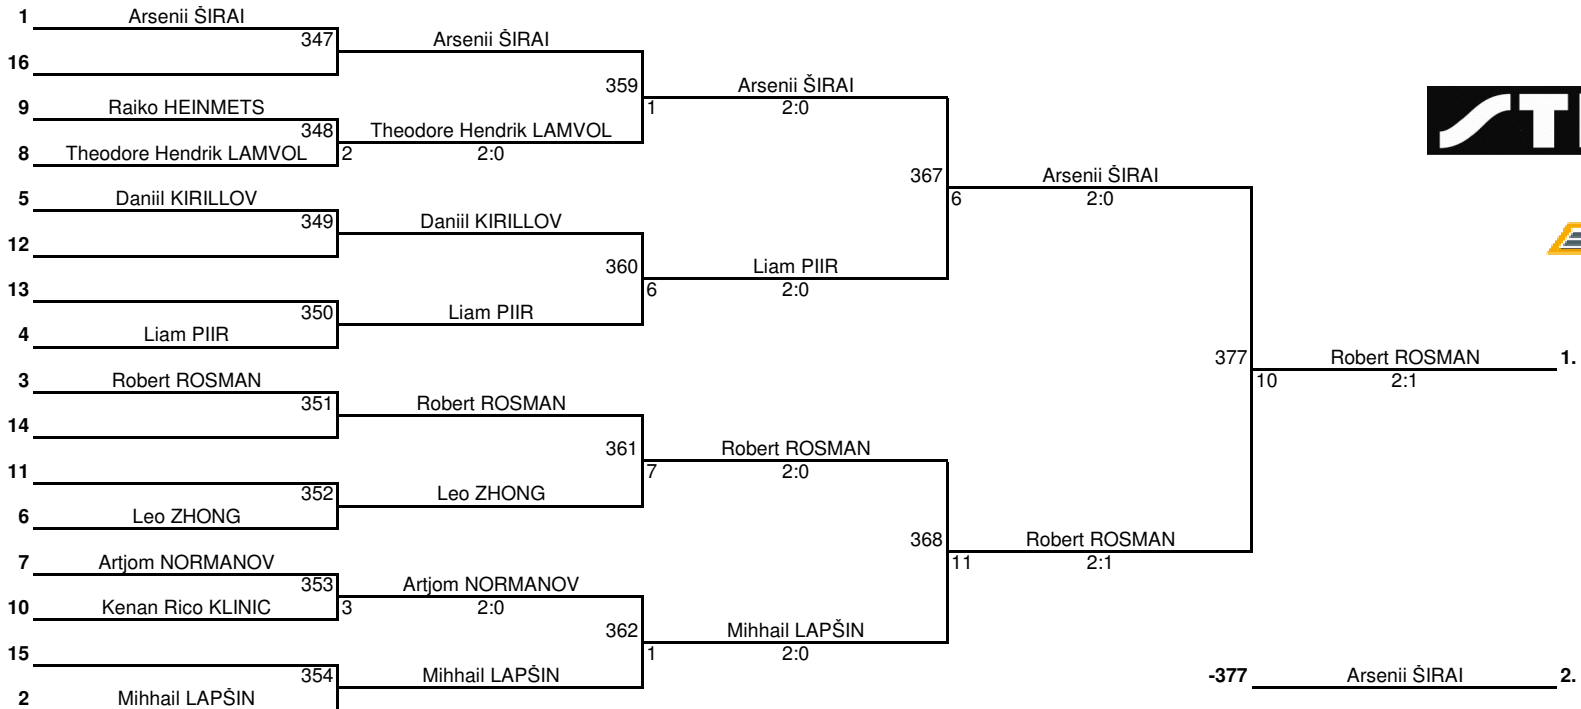 1 Arsenii ŠIRAI
347 Arsenii ŠIRAI
16
359 Arsenii ŠIRAI
1 2:0
9 Raiko HEINMETS
348 Theodore Hendrik LAMVOL
8 Theodore Hendrik LAMVOL 2 2:0
367 Arsenii ŠIRAI
6 2:0
5 Daniil KIRILLOV
349 Daniil KIRILLOV
12
360 Liam PIIR
6 2:0
13
350 Liam PIIR
4 Liam PIIR
377 Robert ROSMAN 1.
10 2:1
3 Robert ROSMAN
351 Robert ROSMAN
14
361 Robert ROSMAN
7 2:0
11
352 Leo ZHONG
6 Leo ZHONG
368 Robert ROSMAN
11 2:1
7 Artjom NORMANOV
353 Artjom NORMANOV
10 Kenan Rico KLINIC 3 2:0
362 Mihhail LAPŠIN
1 2:0
15
354 Mihhail LAPŠIN
2 Mihhail LAPŠIN
-377 Arsenii ŠIRAI 2.